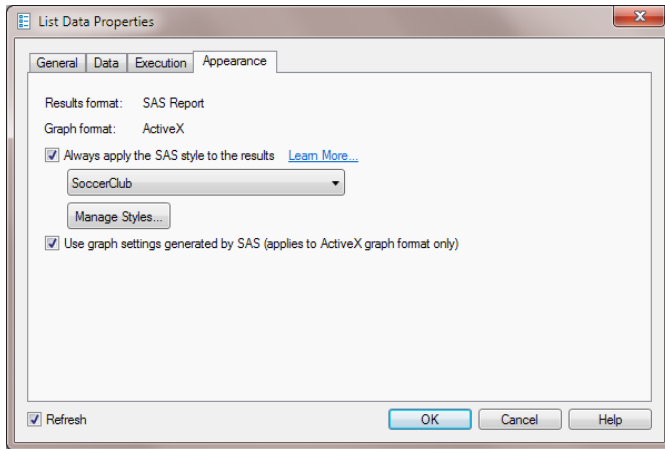 List Data Properties
General Data Execution Appearance
Results format: SAS Report
Graph format: ActiveX
Always apply the SAS style to the results Learn More...
SoccerClub
Manage Styles...
Use graph settings generated by SAS (applies to ActiveX graph format only)
Refresh OK Cancel Help